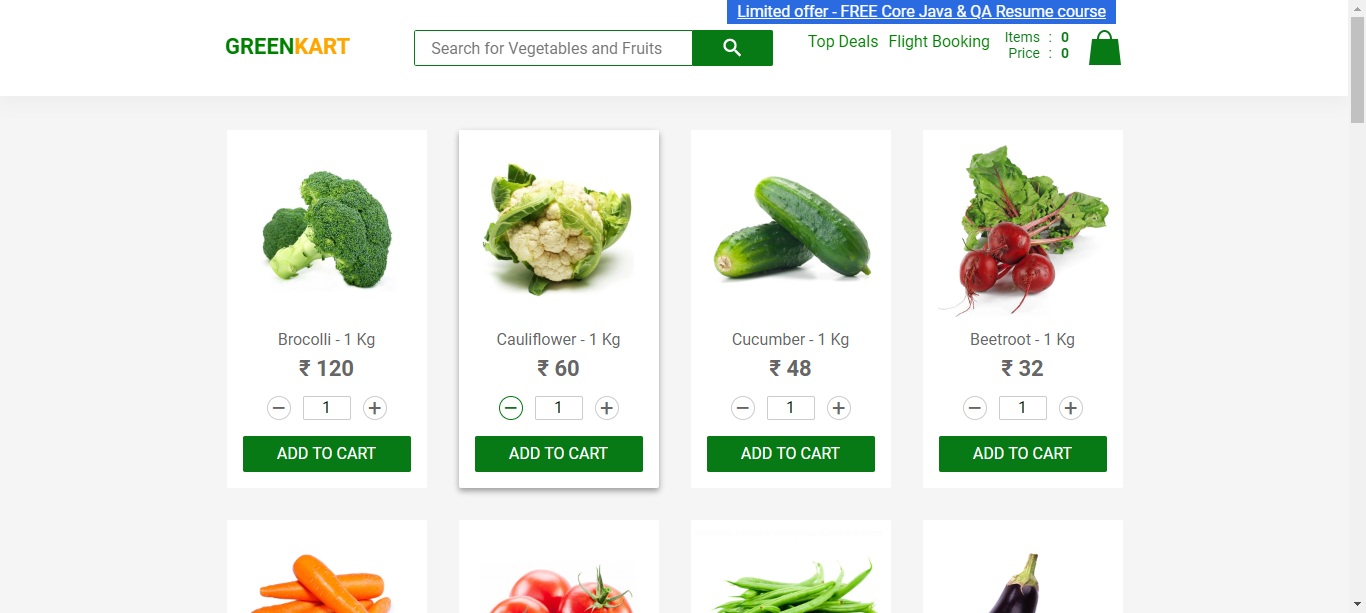 Limited offer - FREE Core Java & QA Resume course
GREENKART
Search for Vegetables and Fruits
Top Deals Flight Booking
Items : 0
Price : 0
Brocolli - 1 Kg
₹ 120
− 1 +
ADD TO CART
Cauliflower - 1 Kg
₹ 60
− 1 +
ADD TO CART
Cucumber - 1 Kg
₹ 48
− 1 +
ADD TO CART
Beetroot - 1 Kg
₹ 32
− 1 +
ADD TO CART